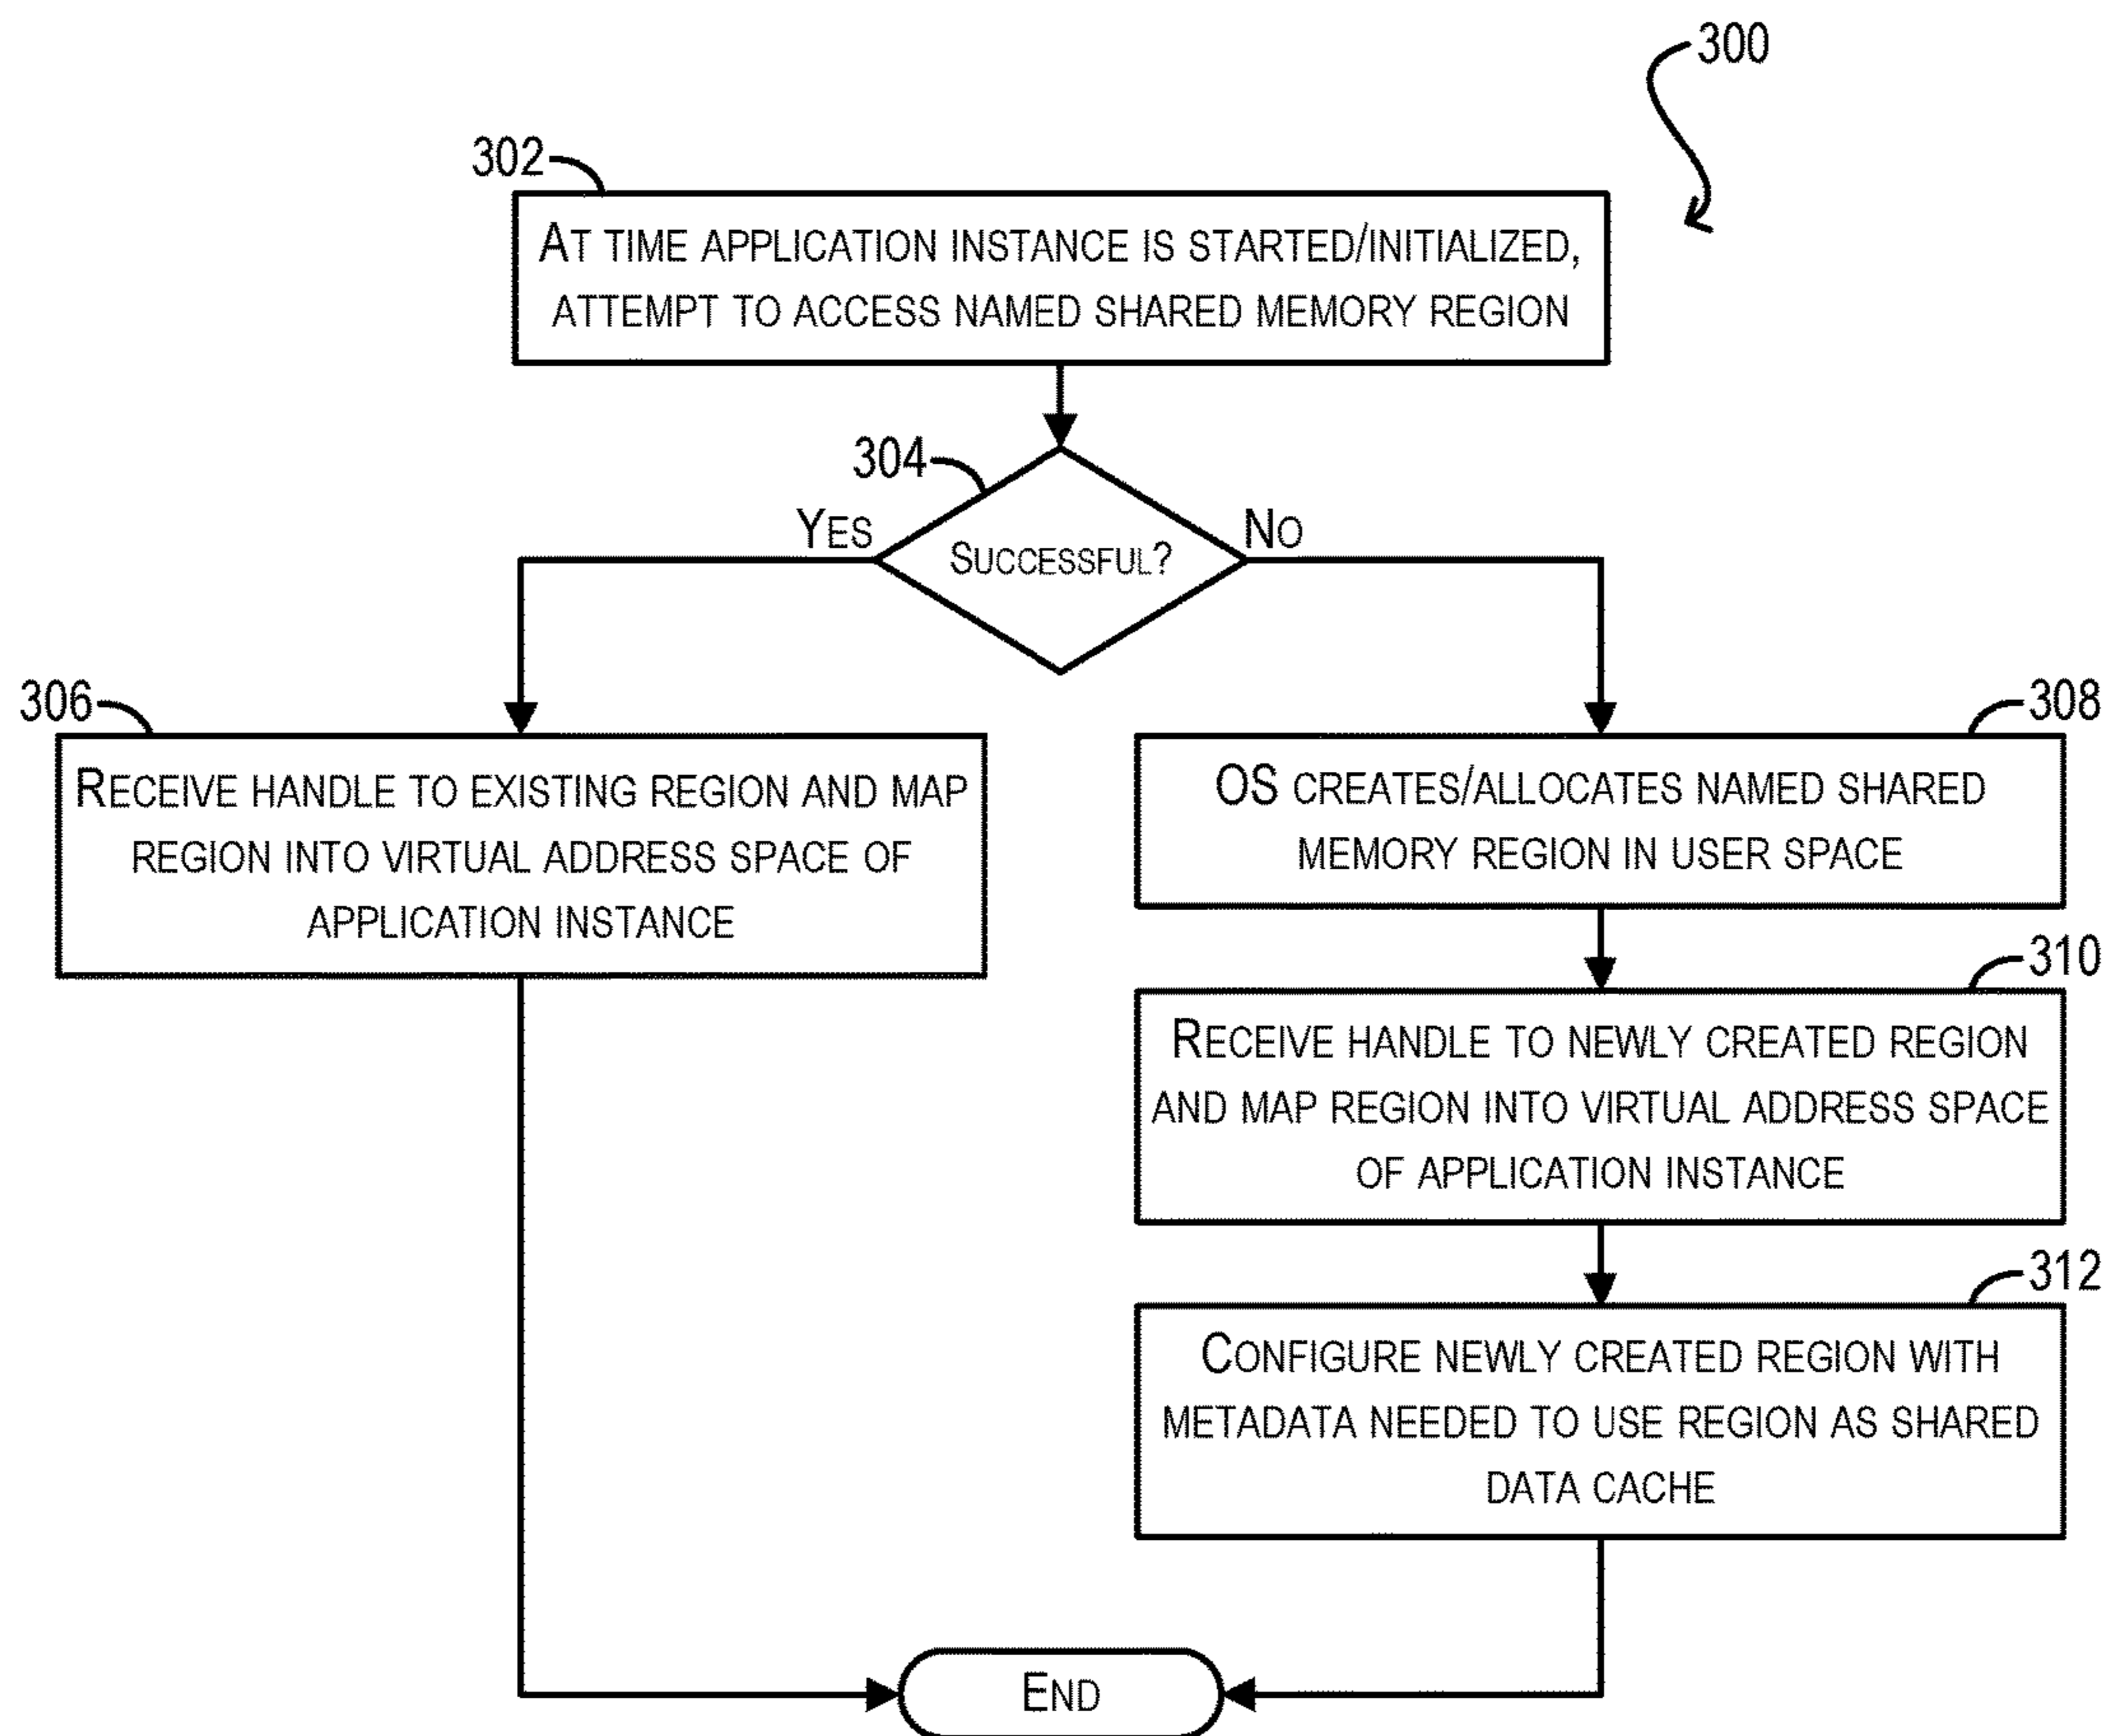 300
302
At time application instance is started/initialized,
attempt to access named shared memory region
304
Yes
No
Successful?
306
308
Receive handle to existing region and map
region into virtual address space of
application instance
OS creates/allocates named shared
memory region in user space
310
Receive handle to newly created region
and map region into virtual address space
of application instance
312
Configure newly created region with
metadata needed to use region as shared
data cache
End